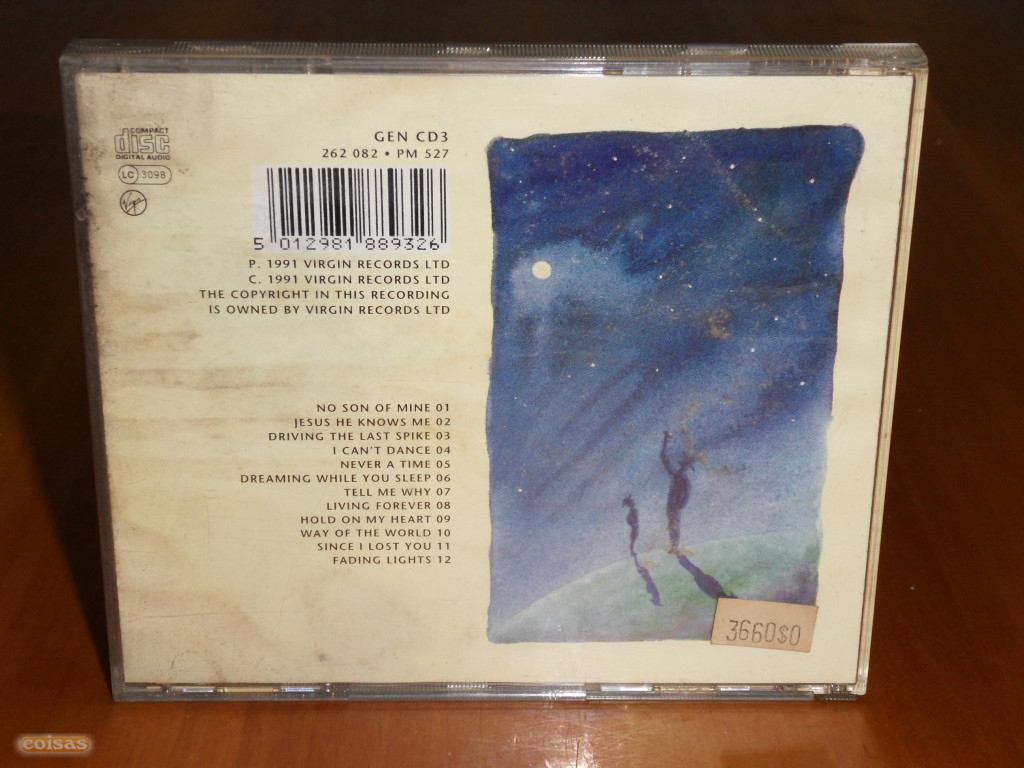 COMPACT
disc
DIGITAL AUDIO
LC 3098
Virgin
GEN CD3
262 082 • PM 527
5 012981 889326
P. 1991 VIRGIN RECORDS LTD
C. 1991 VIRGIN RECORDS LTD
THE COPYRIGHT IN THIS RECORDING
IS OWNED BY VIRGIN RECORDS LTD
NO SON OF MINE 01
JESUS HE KNOWS ME 02
DRIVING THE LAST SPIKE 03
I CAN'T DANCE 04
NEVER A TIME 05
DREAMING WHILE YOU SLEEP 06
TELL ME WHY 07
LIVING FOREVER 08
HOLD ON MY HEART 09
WAY OF THE WORLD 10
SINCE I LOST YOU 11
FADING LIGHTS 12
3660$0
coisas